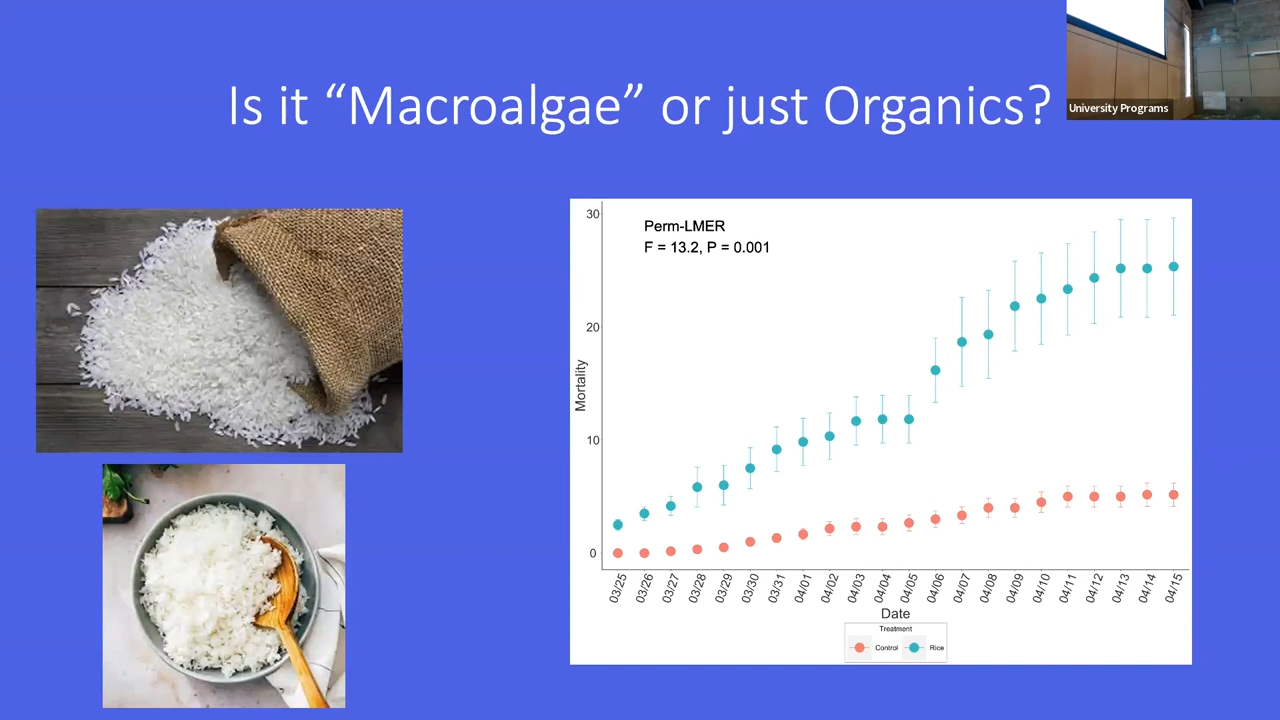 Is it “Macroalgae” or just Organics?
University Programs
Perm-LMER
F = 13.2, P = 0.001
30
20
10
0
Mortality
03/25
03/26
03/27
03/28
03/29
03/30
03/31
04/01
04/02
04/03
04/04
04/05
04/06
04/07
04/08
04/09
04/10
04/11
04/12
04/13
04/14
04/15
Date
Treatment
Control
Rice